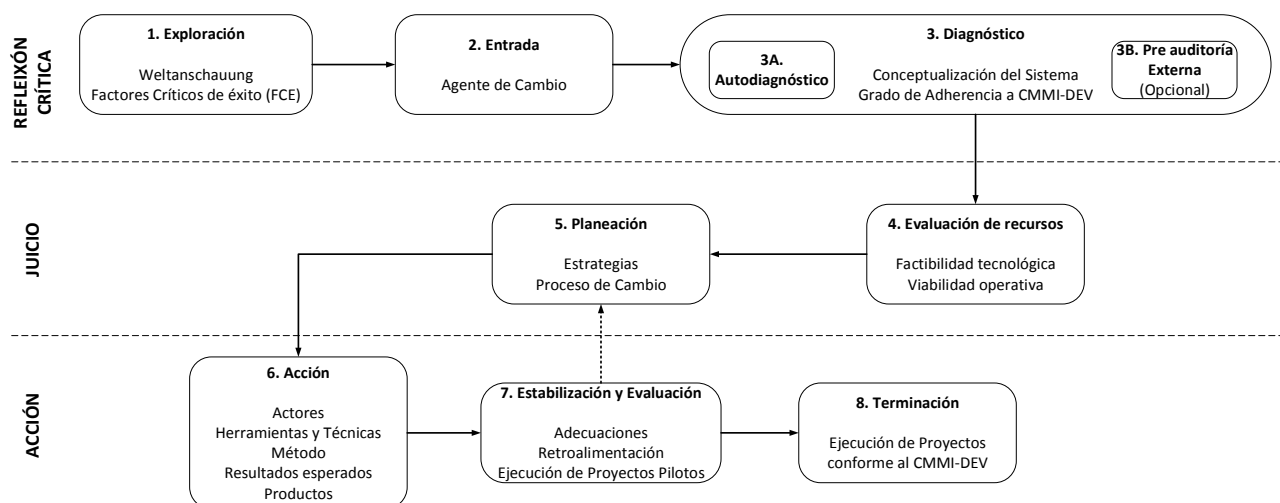 REFLEIXÓN
CRÍTICA
1. Exploración
Weltanschauung
Factores Críticos de éxito (FCE)
2. Entrada
Agente de Cambio
3. Diagnóstico
3A.
Autodiagnóstico
Conceptualización del Sistema
Grado de Adherencia a CMMI-DEV
3B. Pre auditoría
Externa
(Opcional)
JUICIO
5. Planeación
Estrategias
Proceso de Cambio
4. Evaluación de recursos
Factibilidad tecnológica
Viabilidad operativa
ACCIÓN
6. Acción
Actores
Herramientas y Técnicas
Método
Resultados esperados
Productos
7. Estabilización y Evaluación
Adecuaciones
Retroalimentación
Ejecución de Proyectos Pilotos
8. Terminación
Ejecución de Proyectos
conforme al CMMI-DEV